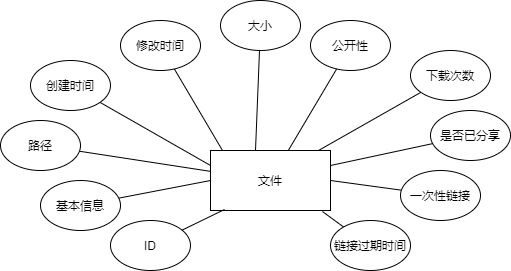 大小
修改时间
公开性
创建时间
下载次数
路径
是否已分享
文件
基本信息
一次性链接
ID
链接过期时间